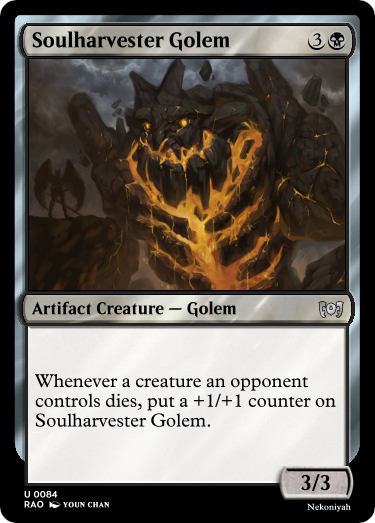 Soulharvester Golem 3
Artifact Creature — Golem
Whenever a creature an opponent
controls dies, put a +1/+1 counter on
Soulharvester Golem.
3/3
U 0084
RAO YOUN CHAN
Nekoniyah